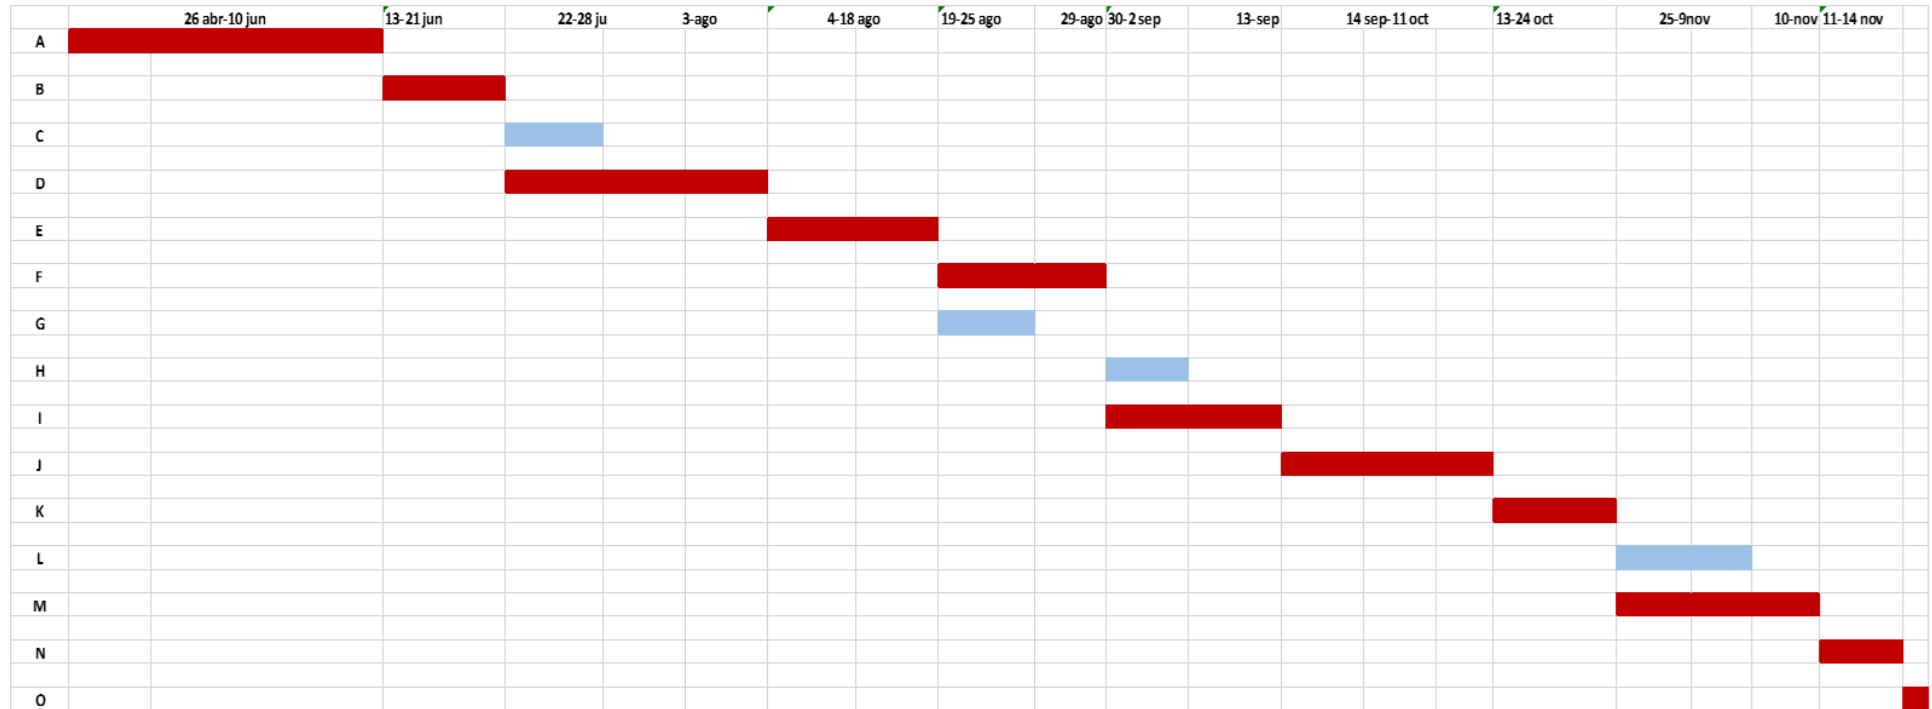 26 abr-10 jun 13-21 jun 22-28 ju 3-ago 4-18 ago 19-25 ago 29-ago 30-2 sep 13-sep 14 sep-11 oct 13-24 oct 25-9nov 10-nov 11-14 nov
A
B
C
D
E
F
G
H
I
J
K
L
M
N
O